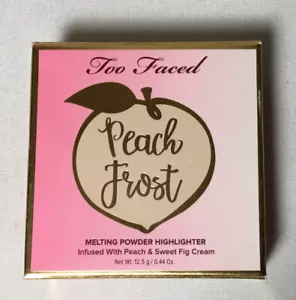 Too Faced
Peach
Frost
MELTING POWDER HIGHLIGHTER
Infused With Peach & Sweet Fig Cream
Net Wt. 12.5 g / 0.44 Oz.